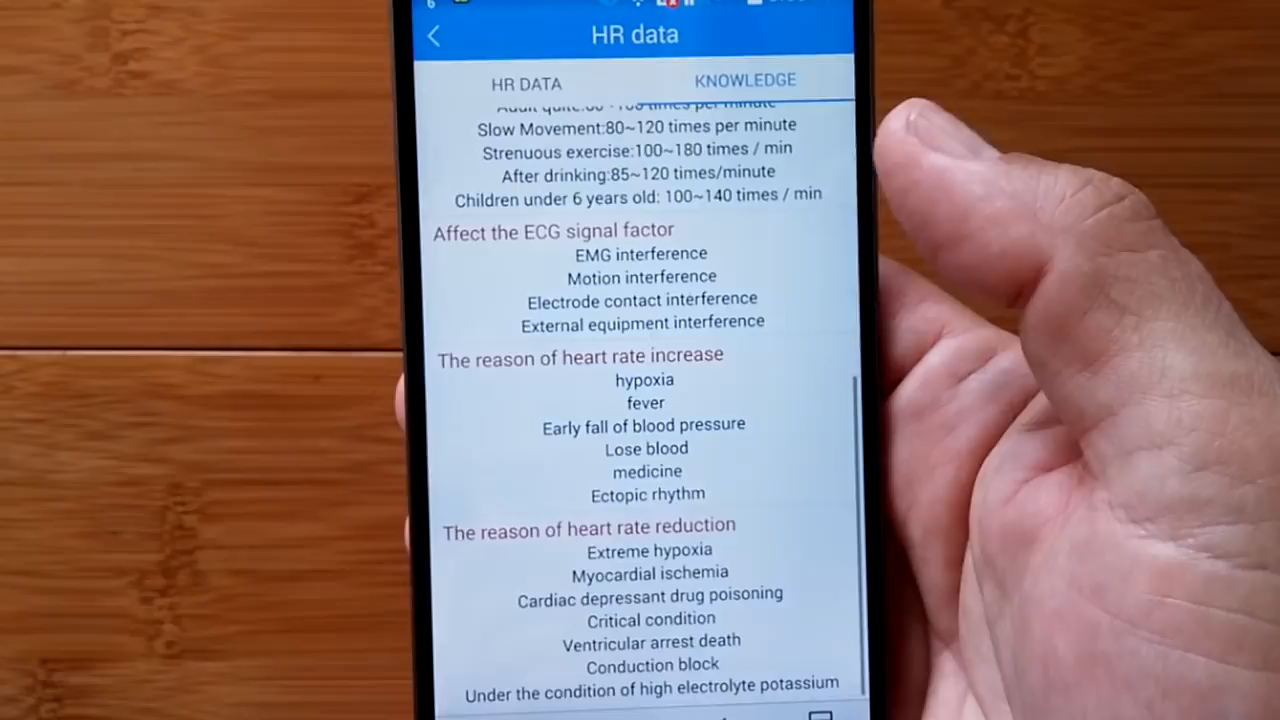 HR data
HR DATA
KNOWLEDGE
times per minute
Slow Movement:80~120 times per minute
Strenuous exercise:100~180 times / min
After drinking:85~120 times/minute
Children under 6 years old: 100~140 times / min
Affect the ECG signal factor
EMG interference
Motion interference
Electrode contact interference
External equipment interference
The reason of heart rate increase
hypoxia
fever
Early fall of blood pressure
Lose blood
medicine
Ectopic rhythm
The reason of heart rate reduction
Extreme hypoxia
Myocardial ischemia
Cardiac depressant drug poisoning
Critical condition
Ventricular arrest death
Conduction block
Under the condition of high electrolyte potassium